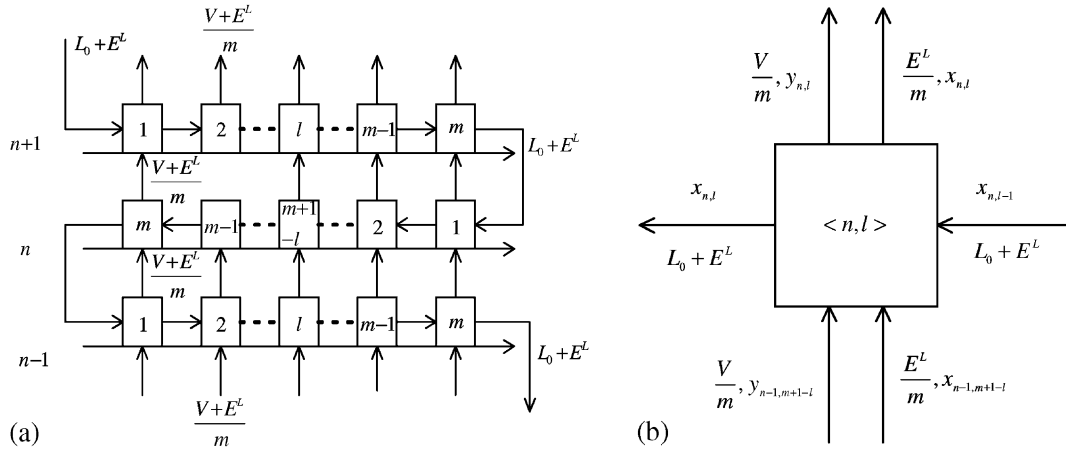 V+E^L
m
L₀+E^L
n+1
1
2
l
m−1
m
L₀+E^L
V+E^L
m
n
m
m−1
m+1
−l
2
1
V+E^L
m
n−1
1
2
l
m−1
m
L₀+E^L
V+E^L
m
(a)
V
m
, y_{n,l}
E^L
m
, x_{n,l}
x_{n,l}
x_{n,l−1}
< n, l >
L₀ + E^L
L₀ + E^L
V
m
, y_{n−1,m+1−l}
E^L
m
, x_{n−1,m+1−l}
(b)